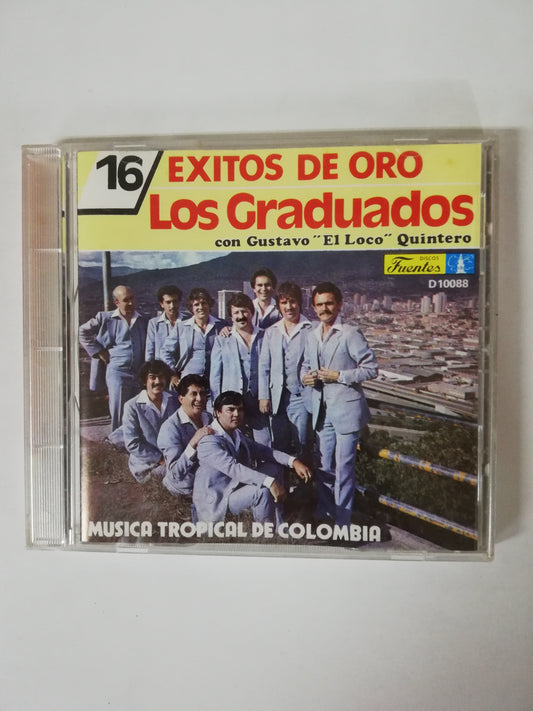 16 EXITOS DE ORO
Los Graduados
con Gustavo "El Loco" Quintero
DISCOS
Fuentes
D10088
MUSICA TROPICAL DE COLOMBIA